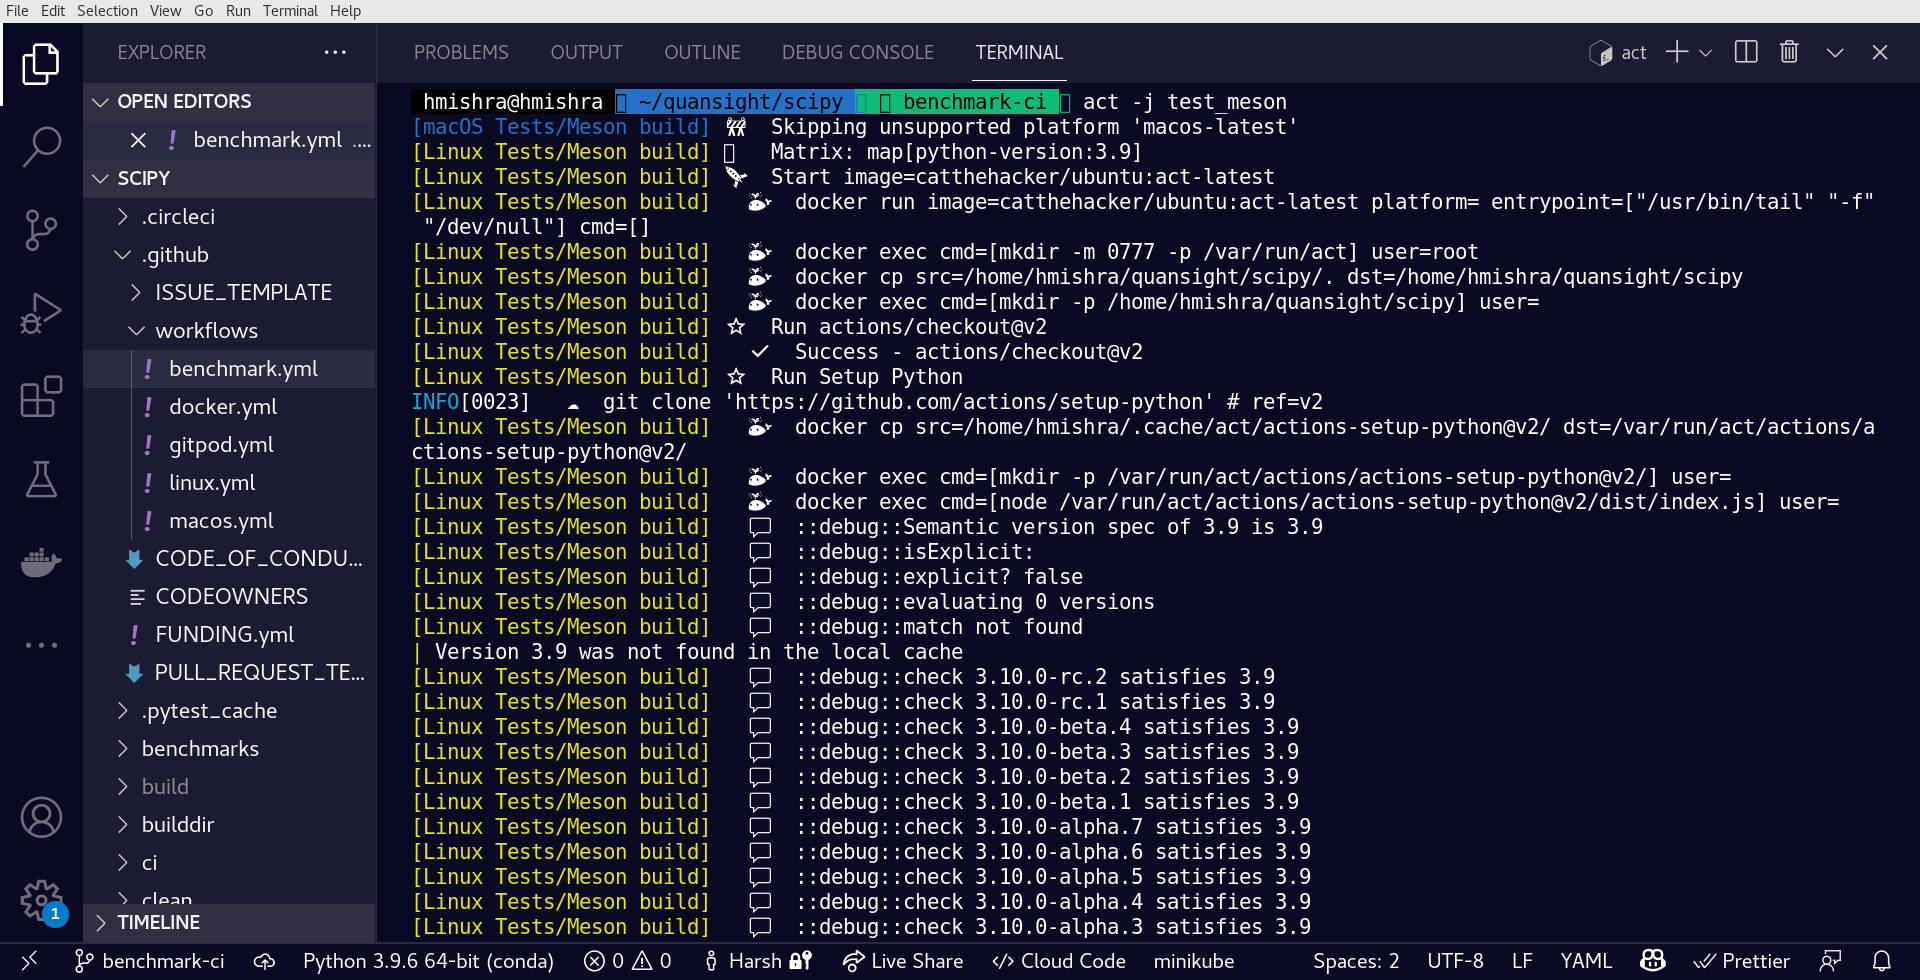 File Edit Selection View Go Run Terminal Help
EXPLORER
OPEN EDITORS
! benchmark.yml ....
SCIPY
.circleci
.github
ISSUE_TEMPLATE
workflows
! benchmark.yml
! docker.yml
! gitpod.yml
! linux.yml
! macos.yml
CODE_OF_CONDU...
CODEOWNERS
! FUNDING.yml
PULL_REQUEST_TE...
.pytest_cache
benchmarks
build
builddir
ci
clean
TIMELINE
1
PROBLEMS OUTPUT OUTLINE DEBUG CONSOLE TERMINAL
act
hmishra@hmishra ~/quansight/scipy benchmark-ci act -j test_meson
[macOS Tests/Meson build] 🚧 Skipping unsupported platform 'macos-latest'
[Linux Tests/Meson build] Matrix: map[python-version:3.9]
[Linux Tests/Meson build] 🚀 Start image=catthehacker/ubuntu:act-latest
[Linux Tests/Meson build] 🐳 docker run image=catthehacker/ubuntu:act-latest platform= entrypoint=["/usr/bin/tail" "-f"
"/dev/null"] cmd=[]
[Linux Tests/Meson build] 🐳 docker exec cmd=[mkdir -m 0777 -p /var/run/act] user=root
[Linux Tests/Meson build] 🐳 docker cp src=/home/hmishra/quansight/scipy/. dst=/home/hmishra/quansight/scipy
[Linux Tests/Meson build] 🐳 docker exec cmd=[mkdir -p /home/hmishra/quansight/scipy] user=
[Linux Tests/Meson build] ⭐ Run actions/checkout@v2
[Linux Tests/Meson build] ✓ Success - actions/checkout@v2
[Linux Tests/Meson build] ⭐ Run Setup Python
INFO[0023] ☁ git clone 'https://github.com/actions/setup-python' # ref=v2
[Linux Tests/Meson build] 🐳 docker cp src=/home/hmishra/.cache/act/actions-setup-python@v2/ dst=/var/run/act/actions/a
ctions-setup-python@v2/
[Linux Tests/Meson build] 🐳 docker exec cmd=[mkdir -p /var/run/act/actions/actions-setup-python@v2/] user=
[Linux Tests/Meson build] 🐳 docker exec cmd=[node /var/run/act/actions/actions-setup-python@v2/dist/index.js] user=
[Linux Tests/Meson build] 💬 ::debug::Semantic version spec of 3.9 is 3.9
[Linux Tests/Meson build] 💬 ::debug::isExplicit:
[Linux Tests/Meson build] 💬 ::debug::explicit? false
[Linux Tests/Meson build] 💬 ::debug::evaluating 0 versions
[Linux Tests/Meson build] 💬 ::debug::match not found
| Version 3.9 was not found in the local cache
[Linux Tests/Meson build] 💬 ::debug::check 3.10.0-rc.2 satisfies 3.9
[Linux Tests/Meson build] 💬 ::debug::check 3.10.0-rc.1 satisfies 3.9
[Linux Tests/Meson build] 💬 ::debug::check 3.10.0-beta.4 satisfies 3.9
[Linux Tests/Meson build] 💬 ::debug::check 3.10.0-beta.3 satisfies 3.9
[Linux Tests/Meson build] 💬 ::debug::check 3.10.0-beta.2 satisfies 3.9
[Linux Tests/Meson build] 💬 ::debug::check 3.10.0-beta.1 satisfies 3.9
[Linux Tests/Meson build] 💬 ::debug::check 3.10.0-alpha.7 satisfies 3.9
[Linux Tests/Meson build] 💬 ::debug::check 3.10.0-alpha.6 satisfies 3.9
[Linux Tests/Meson build] 💬 ::debug::check 3.10.0-alpha.5 satisfies 3.9
[Linux Tests/Meson build] 💬 ::debug::check 3.10.0-alpha.4 satisfies 3.9
[Linux Tests/Meson build] 💬 ::debug::check 3.10.0-alpha.3 satisfies 3.9
benchmark-ci Python 3.9.6 64-bit (conda) 0 0 Harsh Live Share Cloud Code minikube Spaces: 2 UTF-8 LF YAML Prettier